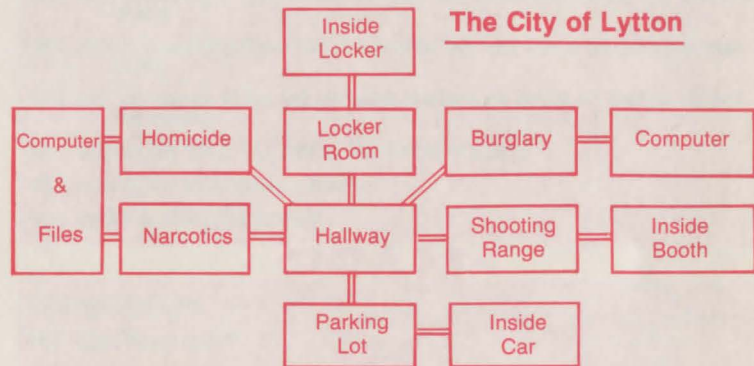 The City of Lytton
Inside
Locker
Computer
&
Files
Homicide
Locker
Room
Burglary
Computer
Narcotics
Hallway
Shooting
Range
Inside
Booth
Parking
Lot
Inside
Car